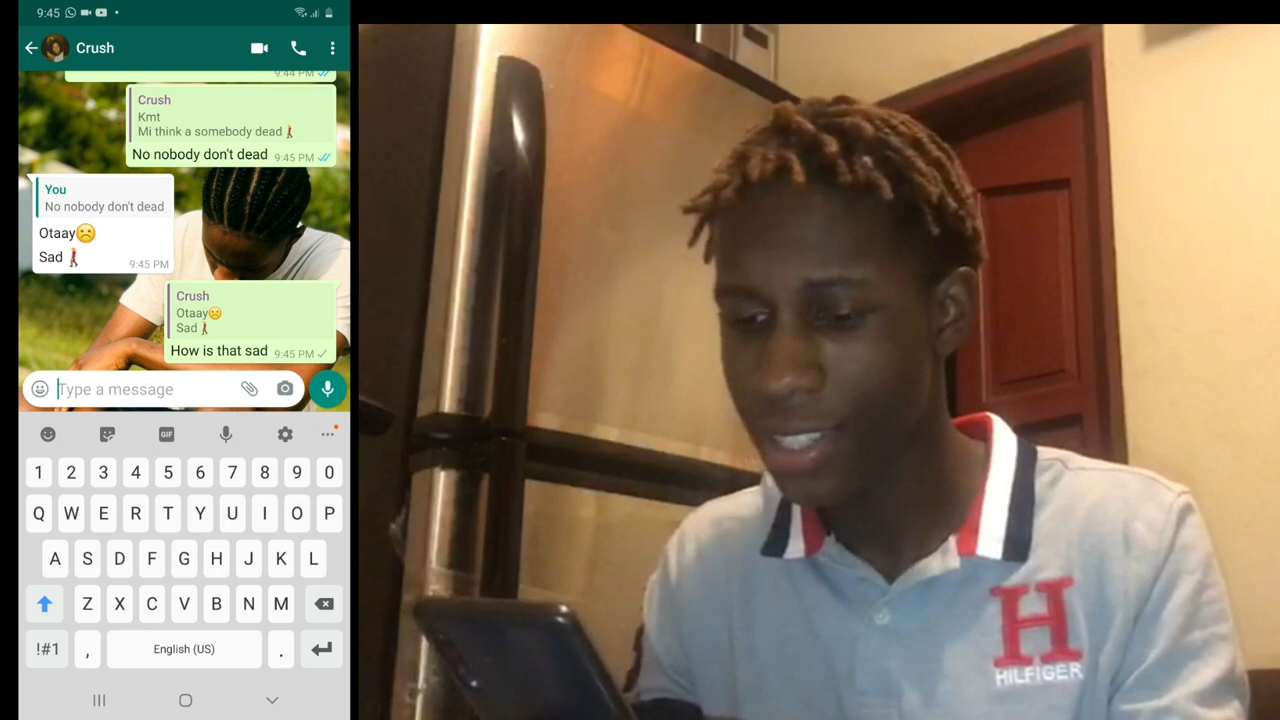 9:45
Crush
9:44 PM
Crush
Kmt
Mi think a somebody dead
No nobody don't dead 9:45 PM
You
No nobody don't dead
Otaay
Sad
9:45 PM
Crush
Otaay
Sad
How is that sad 9:45 PM
Type a message
GIF
1 2 3 4 5 6 7 8 9 0
Q W E R T Y U I O P
A S D F G H J K L
Z X C V B N M
!#1 , English (US) .
H
HILFIGER